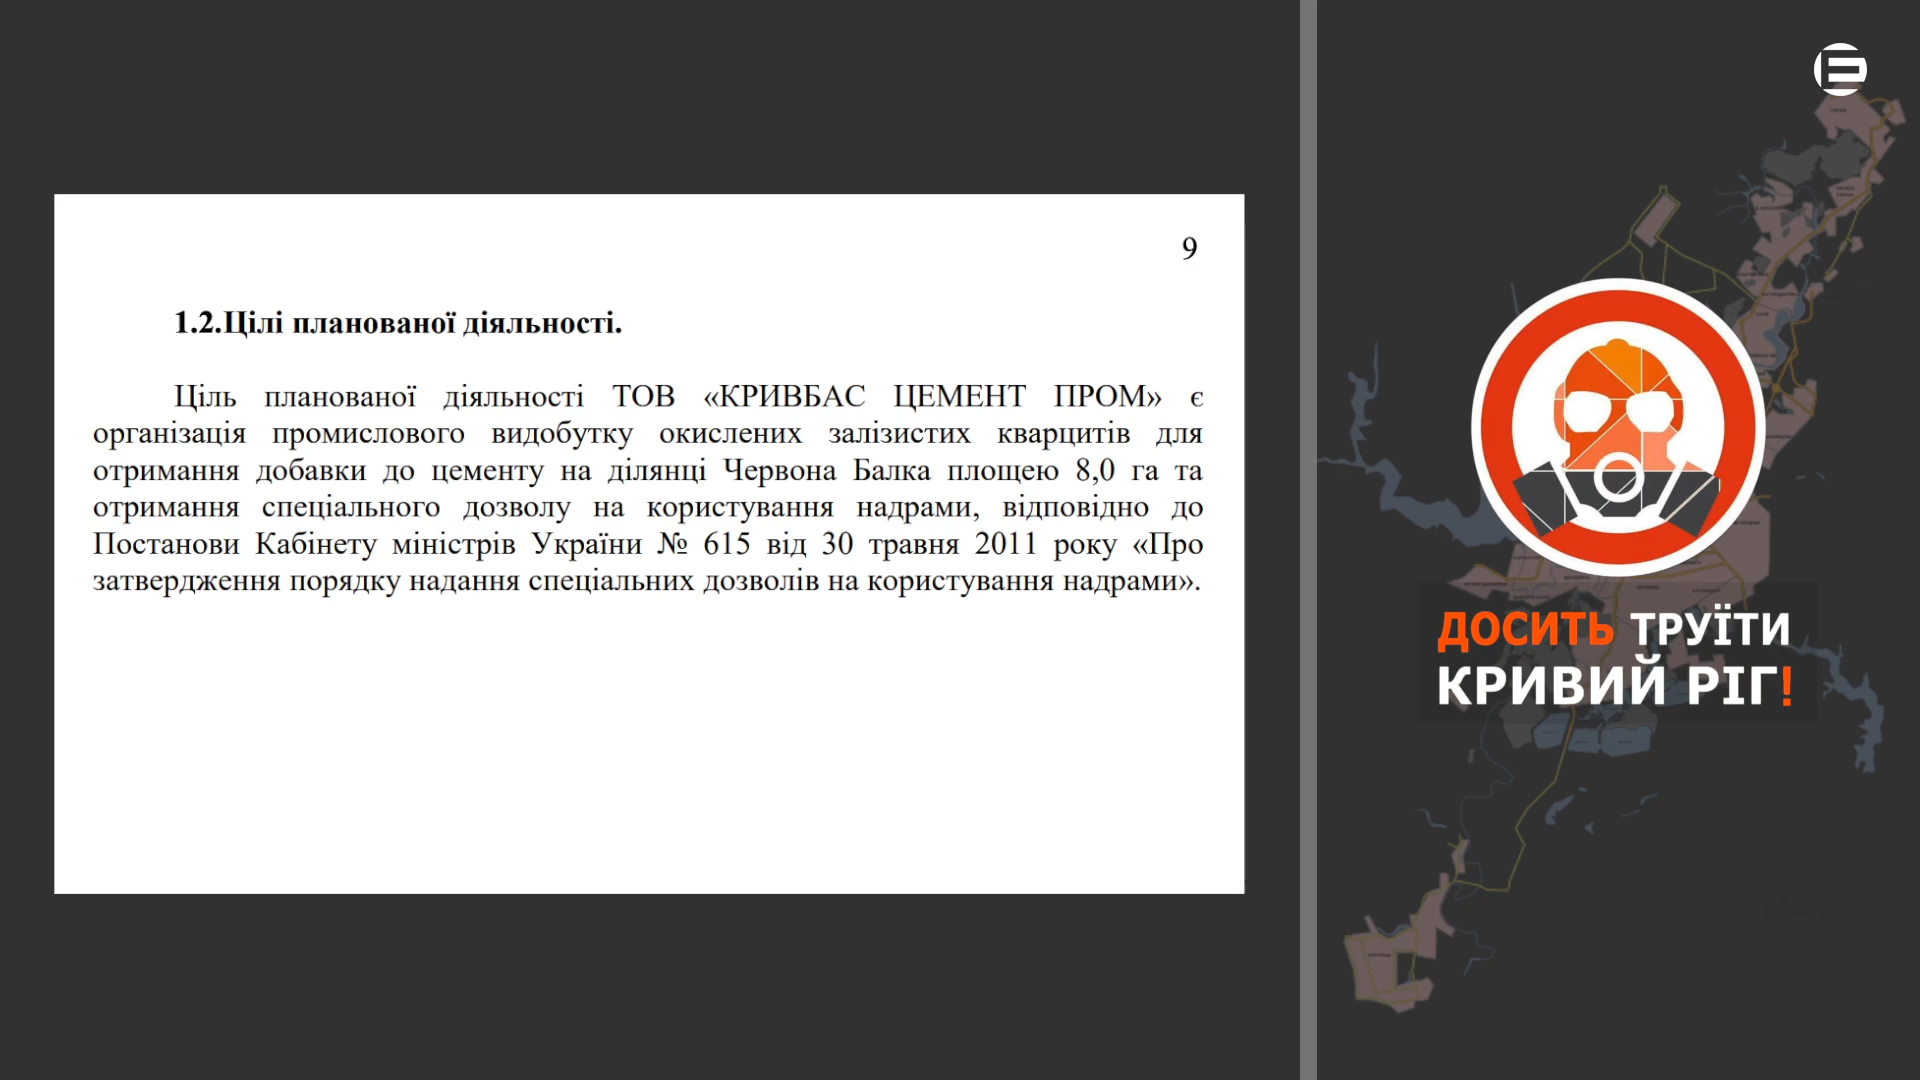 9
1.2.Цілі планованої діяльності.
Ціль планованої діяльності ТОВ «КРИВБАС ЦЕМЕНТ ПРОМ» є
організація промислового видобутку окислених залізистих кварцитів для
отримання добавки до цементу на ділянці Червона Балка площею 8,0 га та
отримання спеціального дозволу на користування надрами, відповідно до
Постанови Кабінету міністрів України № 615 від 30 травня 2011 року «Про
затвердження порядку надання спеціальних дозволів на користування надрами».
ДОСИТЬ ТРУЇТИ
КРИВИЙ РІГ!